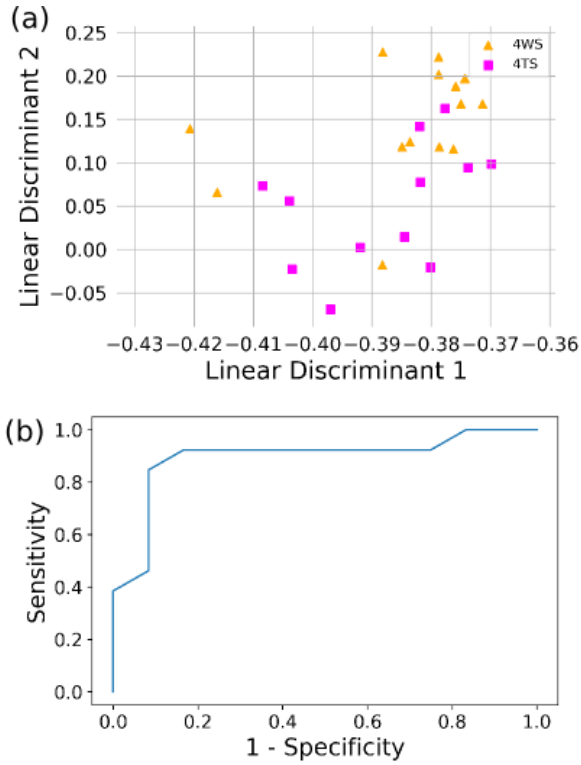 (a)
4WS
4TS
0.25
0.20
0.15
0.10
0.05
0.00
−0.05
Linear Discriminant 2
−0.43 −0.42 −0.41 −0.40 −0.39 −0.38 −0.37 −0.36
Linear Discriminant 1
(b)
1.0
0.8
0.6
0.4
0.2
0.0
Sensitivity
0.0 0.2 0.4 0.6 0.8 1.0
1 - Specificity